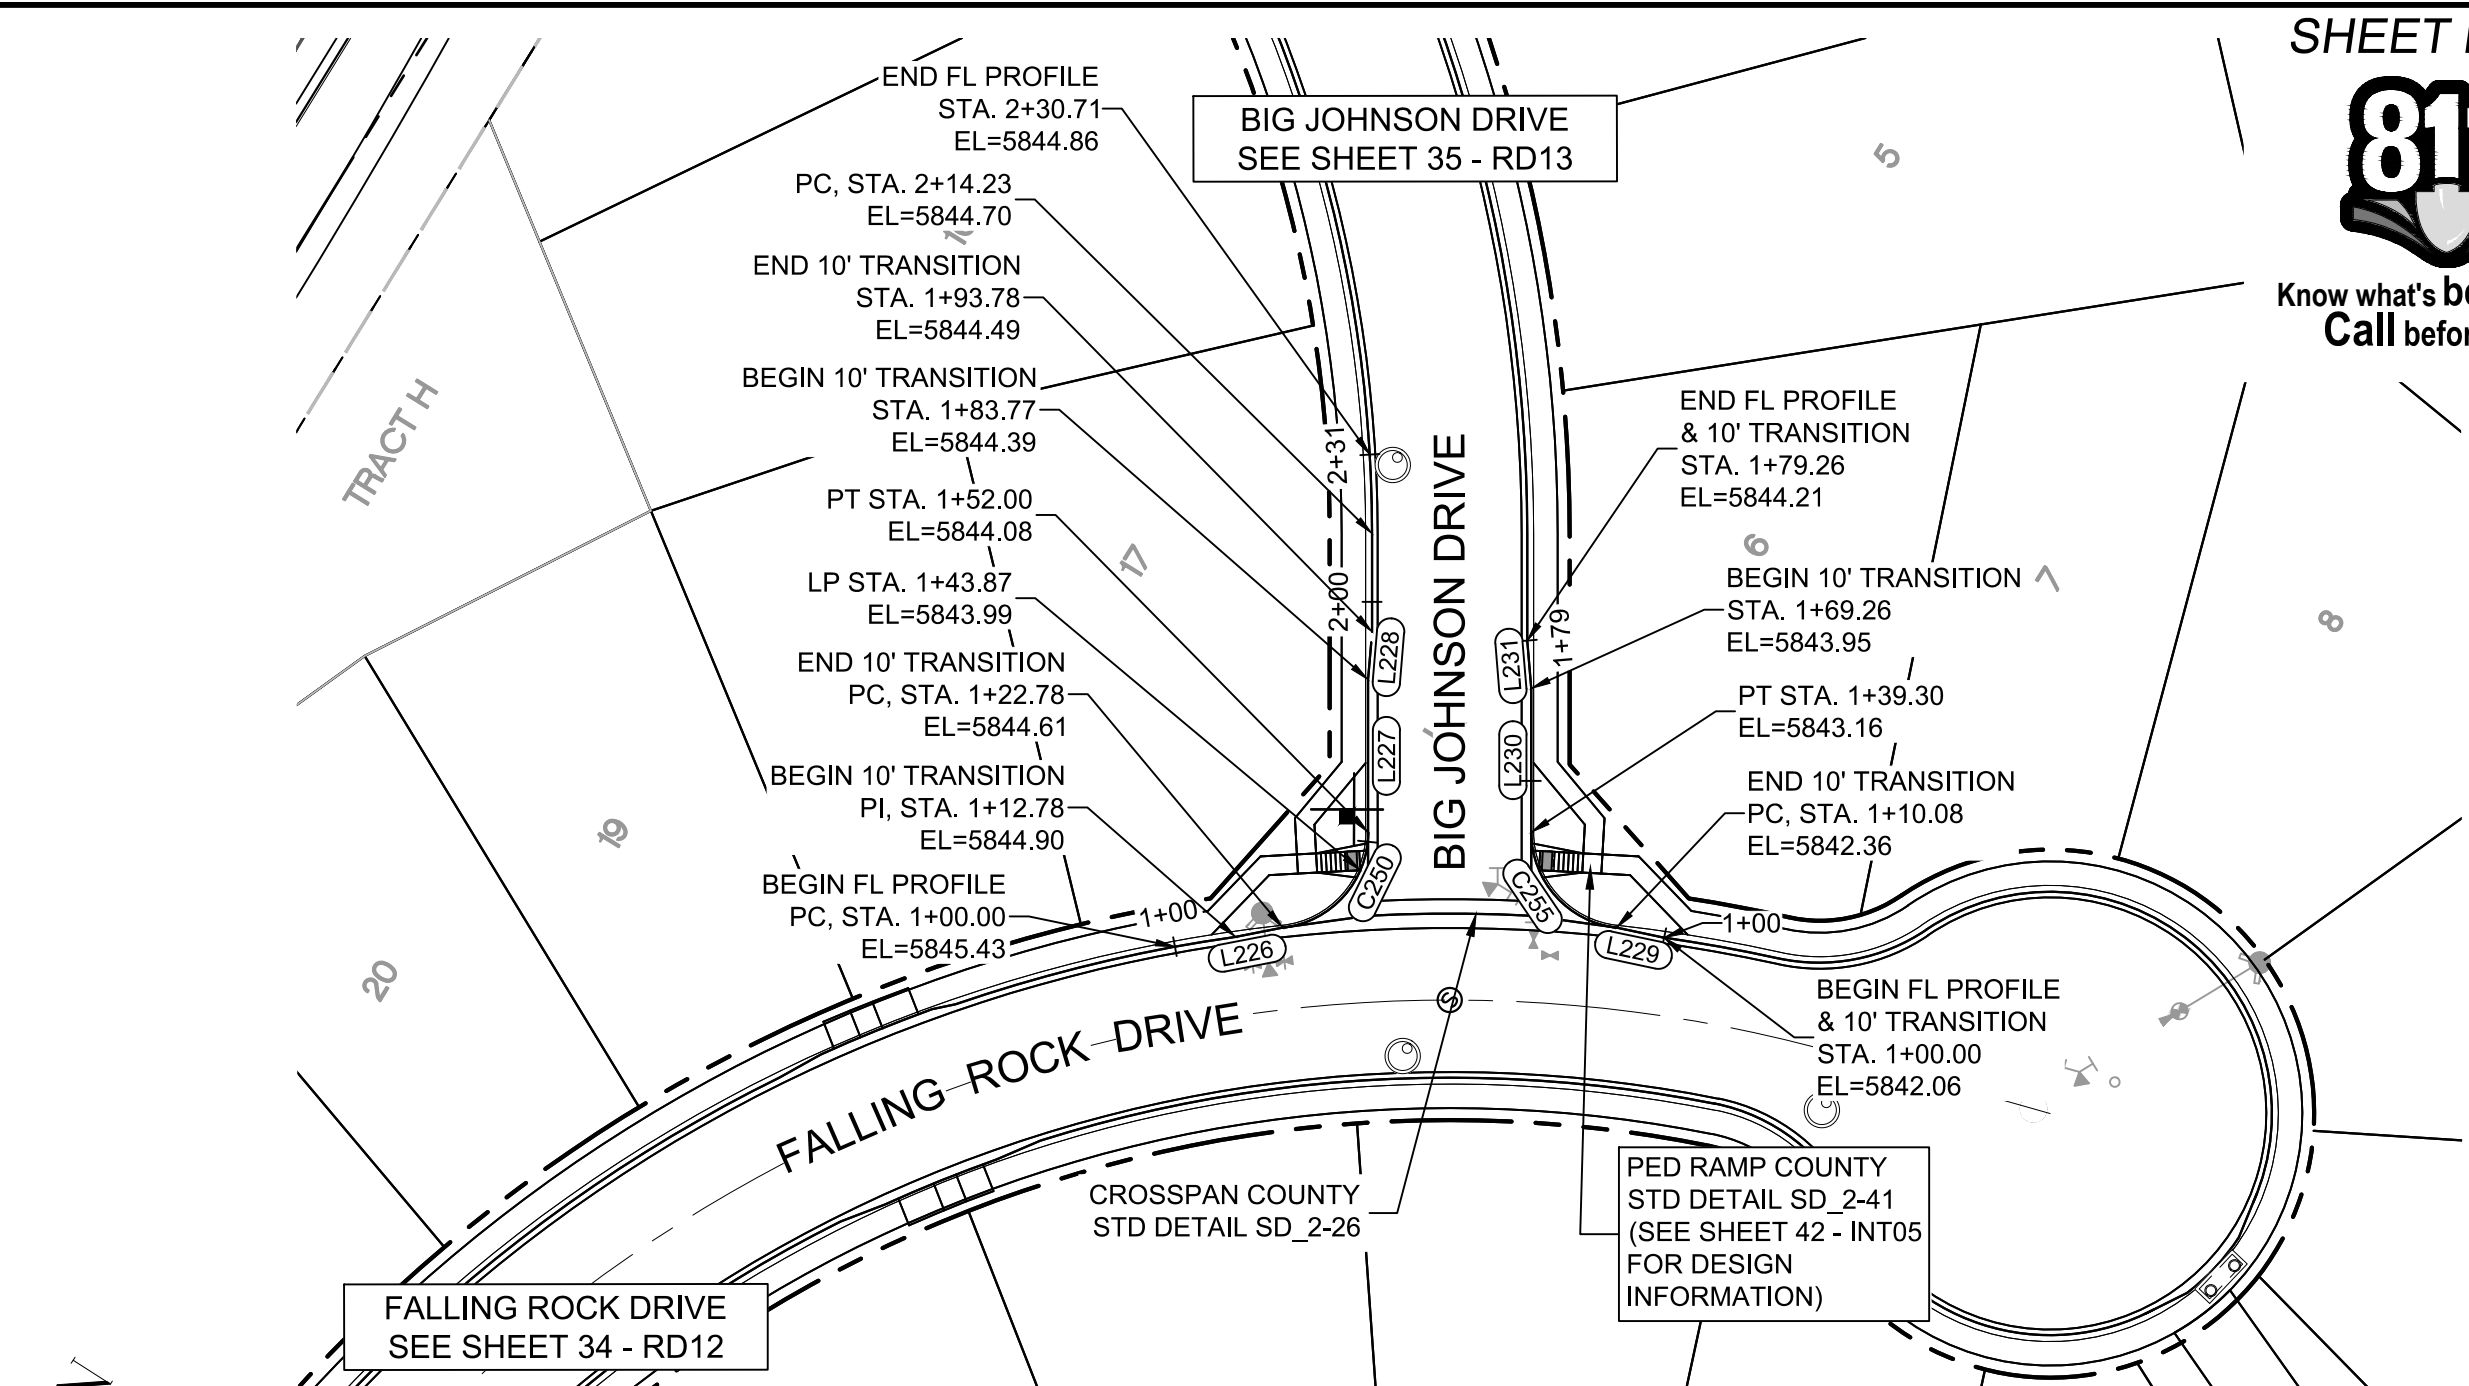 SHEET
811
Know what's
Call
END FL PROFILE
STA. 2+30.71
EL=5844.86
BIG JOHNSON DRIVE
SEE SHEET 35 - RD13
PC, STA. 2+14.23
EL=5844.70
END 10' TRANSITION
STA. 1+93.78
EL=5844.49
BEGIN 10' TRANSITION
STA. 1+83.77
EL=5844.39
PT STA. 1+52.00
EL=5844.08
LP STA. 1+43.87
EL=5843.99
END 10' TRANSITION
PC, STA. 1+22.78
EL=5844.61
BEGIN 10' TRANSITION
PI, STA. 1+12.78
EL=5844.90
BEGIN FL PROFILE
PC, STA. 1+00.00
EL=5845.43
END FL PROFILE
& 10' TRANSITION
STA. 1+79.26
EL=5844.21
BEGIN 10' TRANSITION
STA. 1+69.26
EL=5843.95
PT STA. 1+39.30
EL=5843.16
END 10' TRANSITION
PC, STA. 1+10.08
EL=5842.36
BEGIN FL PROFILE
& 10' TRANSITION
STA. 1+00.00
EL=5842.06
TRACT H
5
6
7
8
17
19
20
2+31
2+00
1+79
1+00
1+00
L228
L231
L227
L230
C250
C255
L226
L229
BIG JOHNSON DRIVE
FALLING ROCK DRIVE
S
CROSSPAN COUNTY
STD DETAIL SD_2-26
PED RAMP COUNTY
STD DETAIL SD_2-41
(SEE SHEET 42 - INT05
FOR DESIGN
INFORMATION)
FALLING ROCK DRIVE
SEE SHEET 34 - RD12